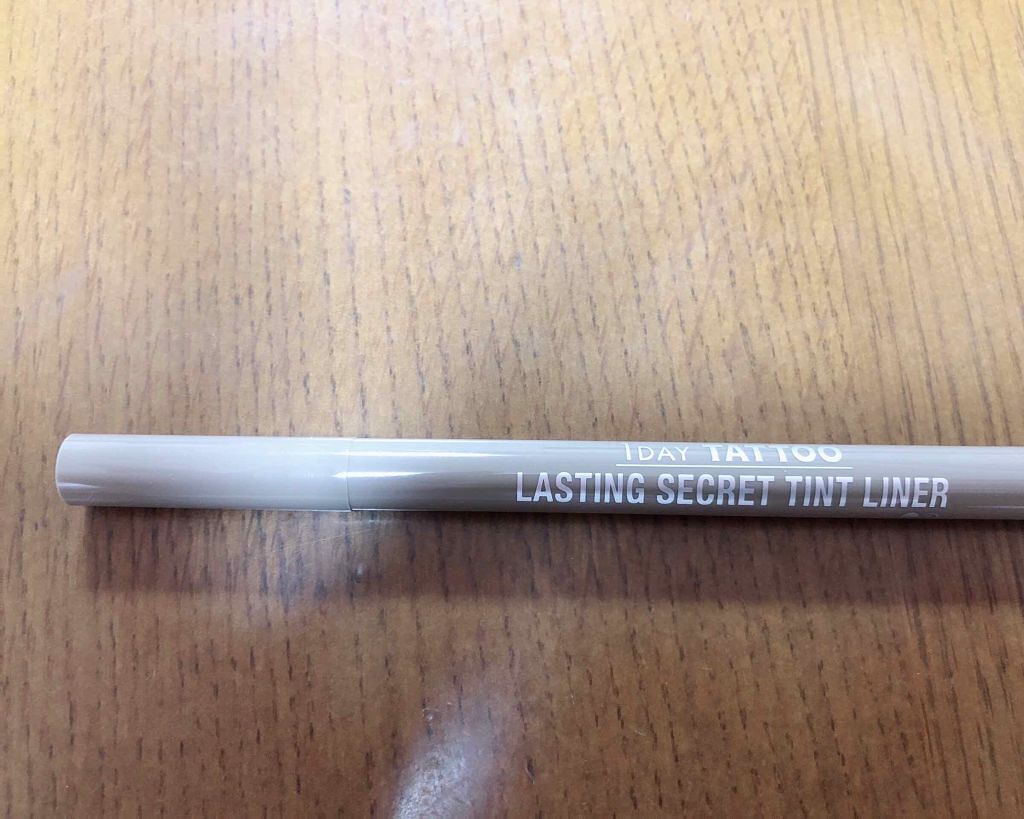 1DAY TATTOO
LASTING SECRET TINT LINER